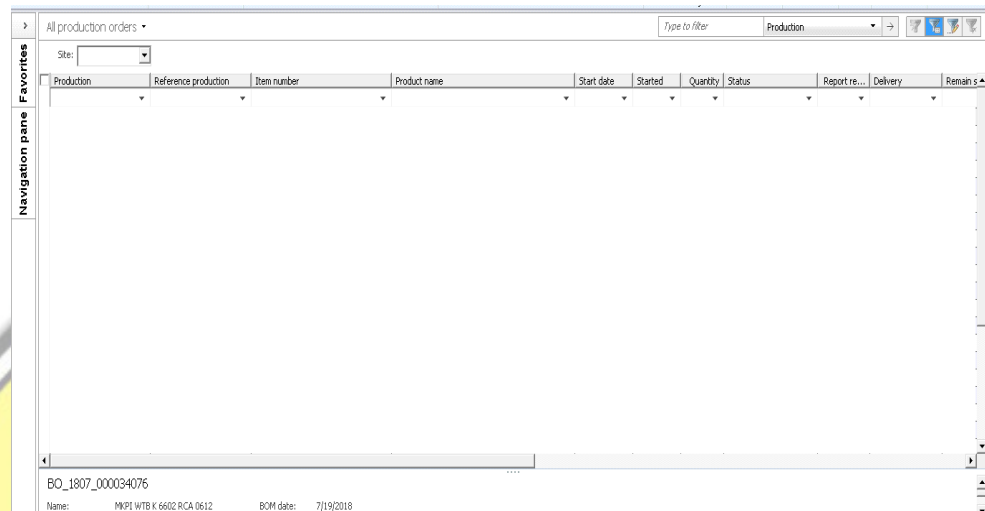 All production orders
Type to filter
Production
Favorites
Site:
Production Reference production Item number Product name Start date Started Quantity Status Report re... Delivery Remain s
Navigation pane
BO_1807_000034076
Name: MKPI WTB K 6602 RCA 0612 BOM date: 7/19/2018